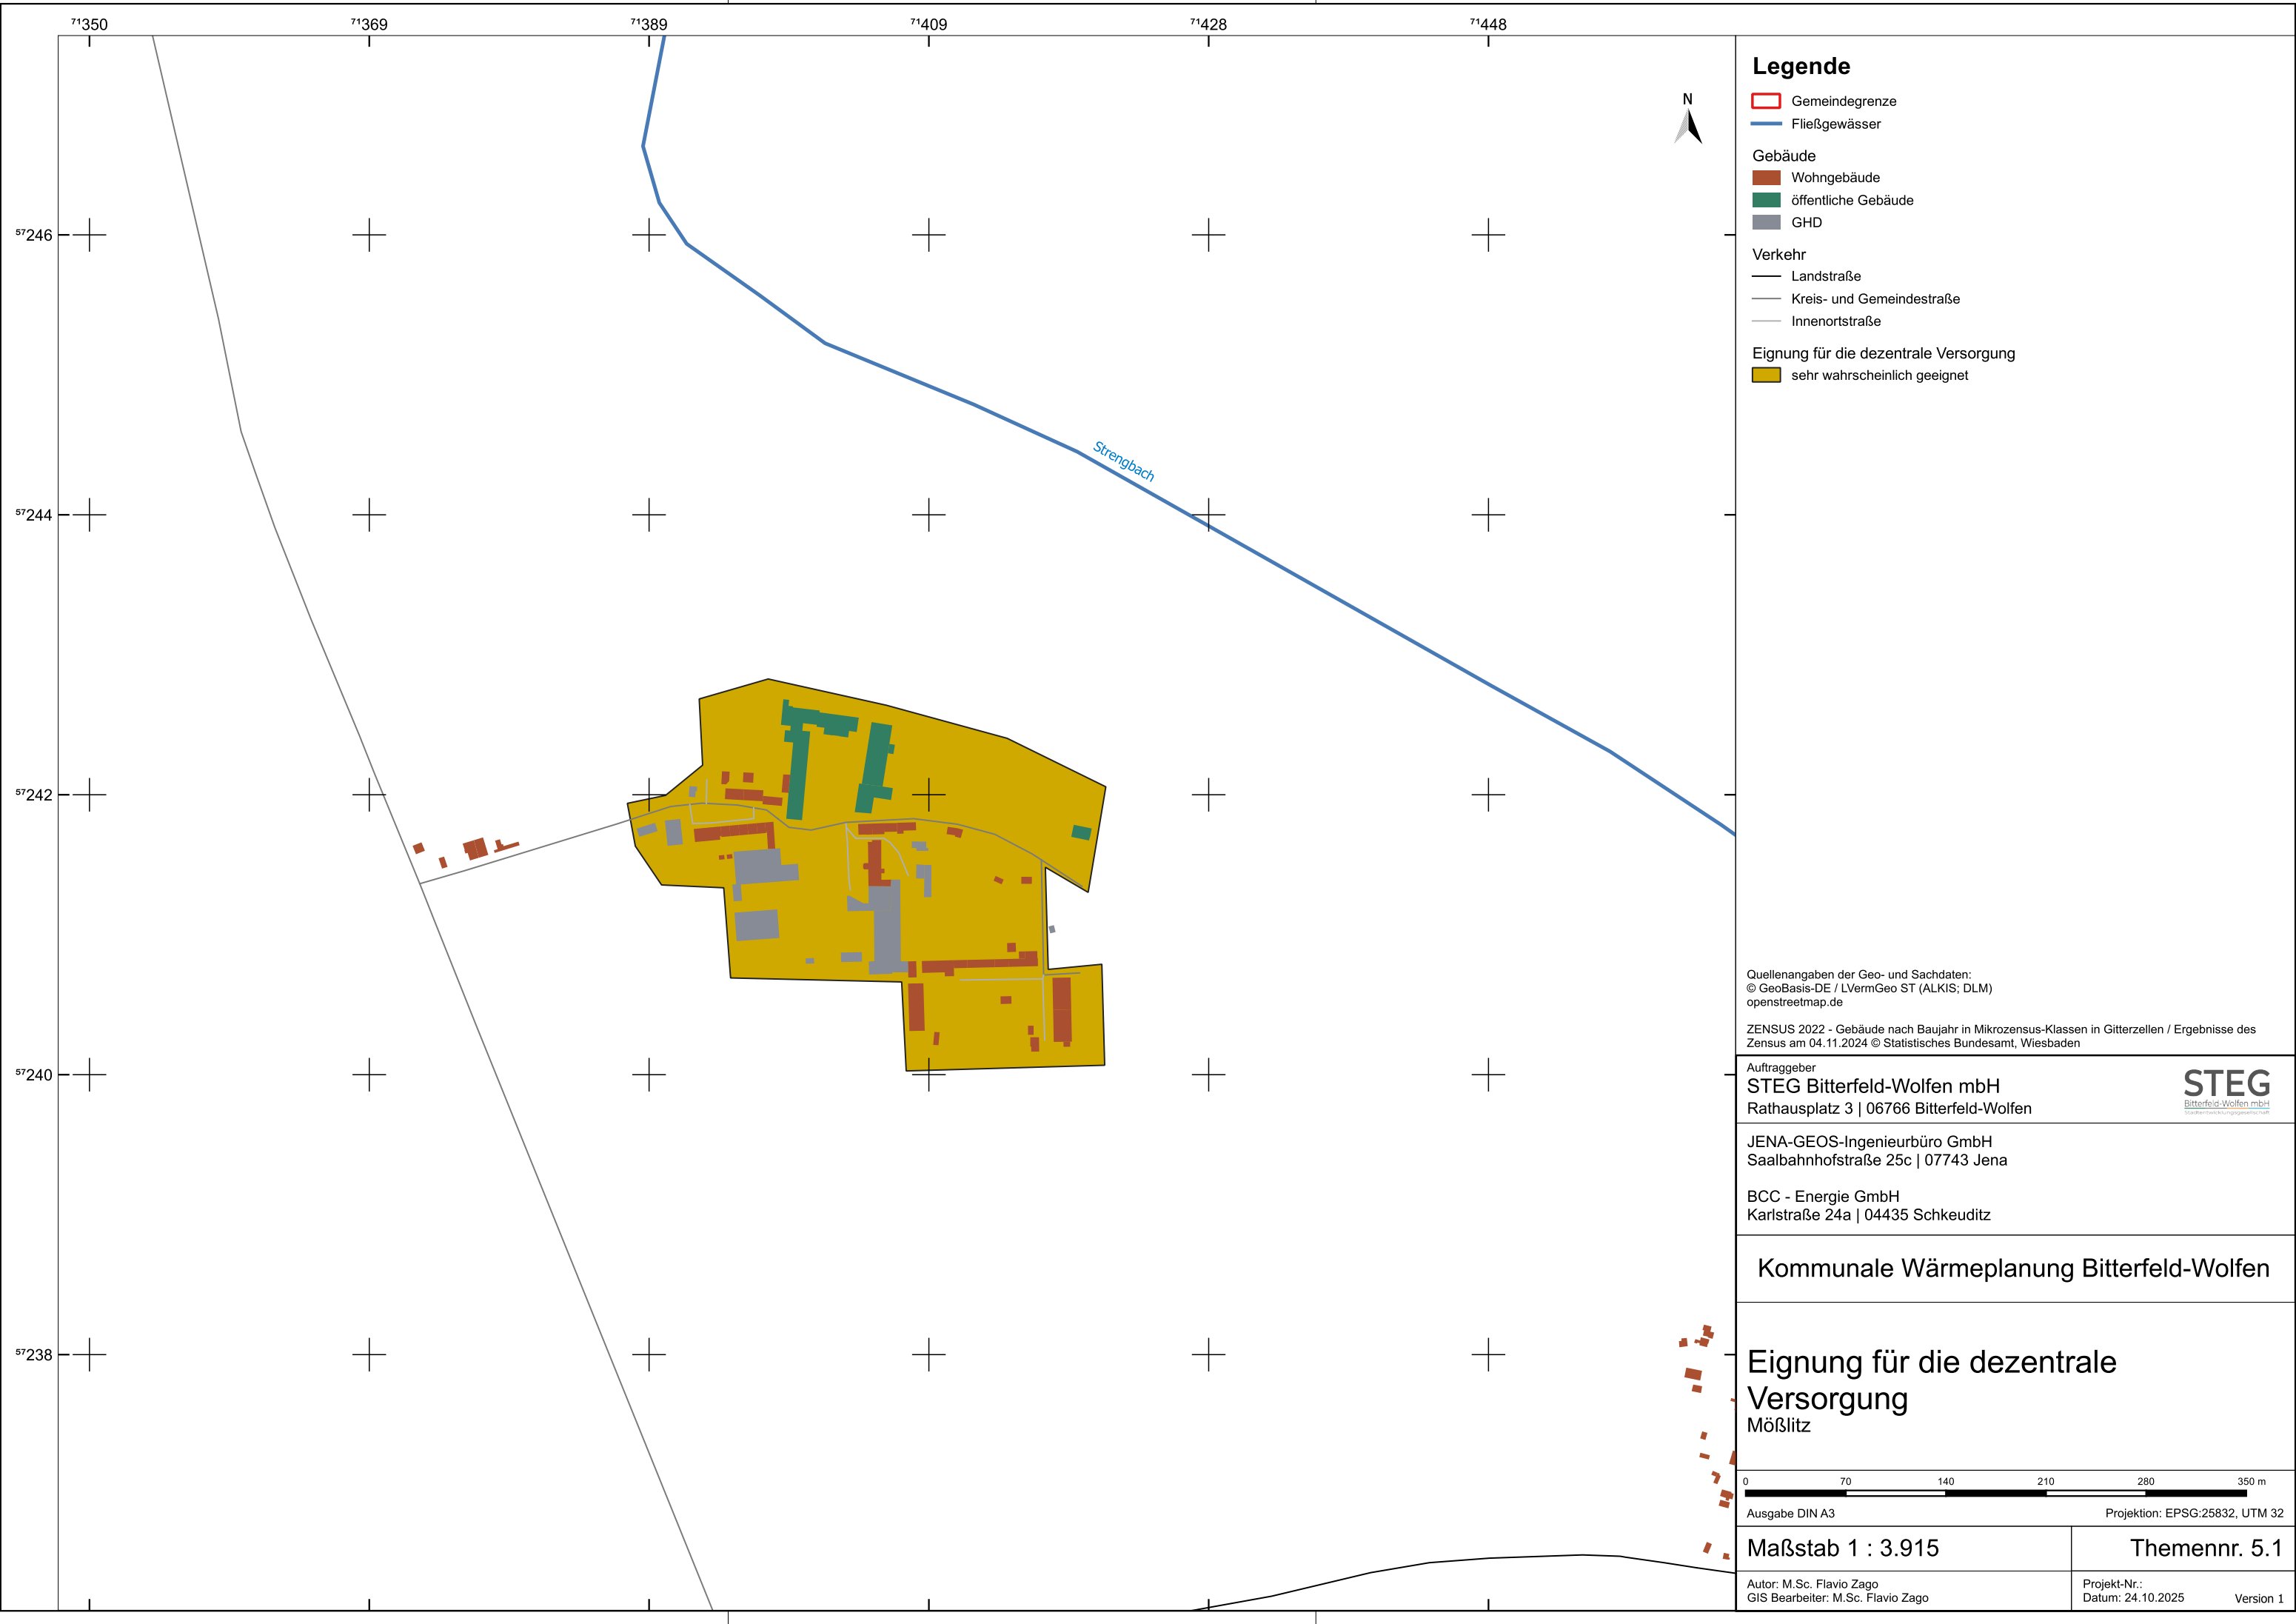 71350 71369 71389 71409 71428 71448
57246
57244
57242
57240
57238
Strengbach
N
Legende
Gemeindegrenze
Fließgewässer
Gebäude
Wohngebäude
öffentliche Gebäude
GHD
Verkehr
Landstraße
Kreis- und Gemeindestraße
Innenortstraße
Eignung für die dezentrale Versorgung
sehr wahrscheinlich geeignet
Quellenangaben der Geo- und Sachdaten:
© GeoBasis-DE / LVermGeo ST (ALKIS; DLM)
openstreetmap.de
ZENSUS 2022 - Gebäude nach Baujahr in Mikrozensus-Klassen in Gitterzellen / Ergebnisse des
Zensus am 04.11.2024 © Statistisches Bundesamt, Wiesbaden
Auftraggeber
STEG Bitterfeld-Wolfen mbH
Rathausplatz 3 | 06766 Bitterfeld-Wolfen
STEG
Bitterfeld-Wolfen mbH
Stadtentwicklungsgesellschaft
JENA-GEOS-Ingenieurbüro GmbH
Saalbahnhofstraße 25c | 07743 Jena
BCC - Energie GmbH
Karlstraße 24a | 04435 Schkeuditz
Kommunale Wärmeplanung Bitterfeld-Wolfen
Eignung für die dezentrale
Versorgung
Mößlitz
0 70 140 210 280 350 m
Ausgabe DIN A3 Projektion: EPSG:25832, UTM 32
Maßstab 1 : 3.915 Themennr. 5.1
Autor: M.Sc. Flavio Zago
GIS Bearbeiter: M.Sc. Flavio Zago
Projekt-Nr.:
Datum: 24.10.2025 Version 1